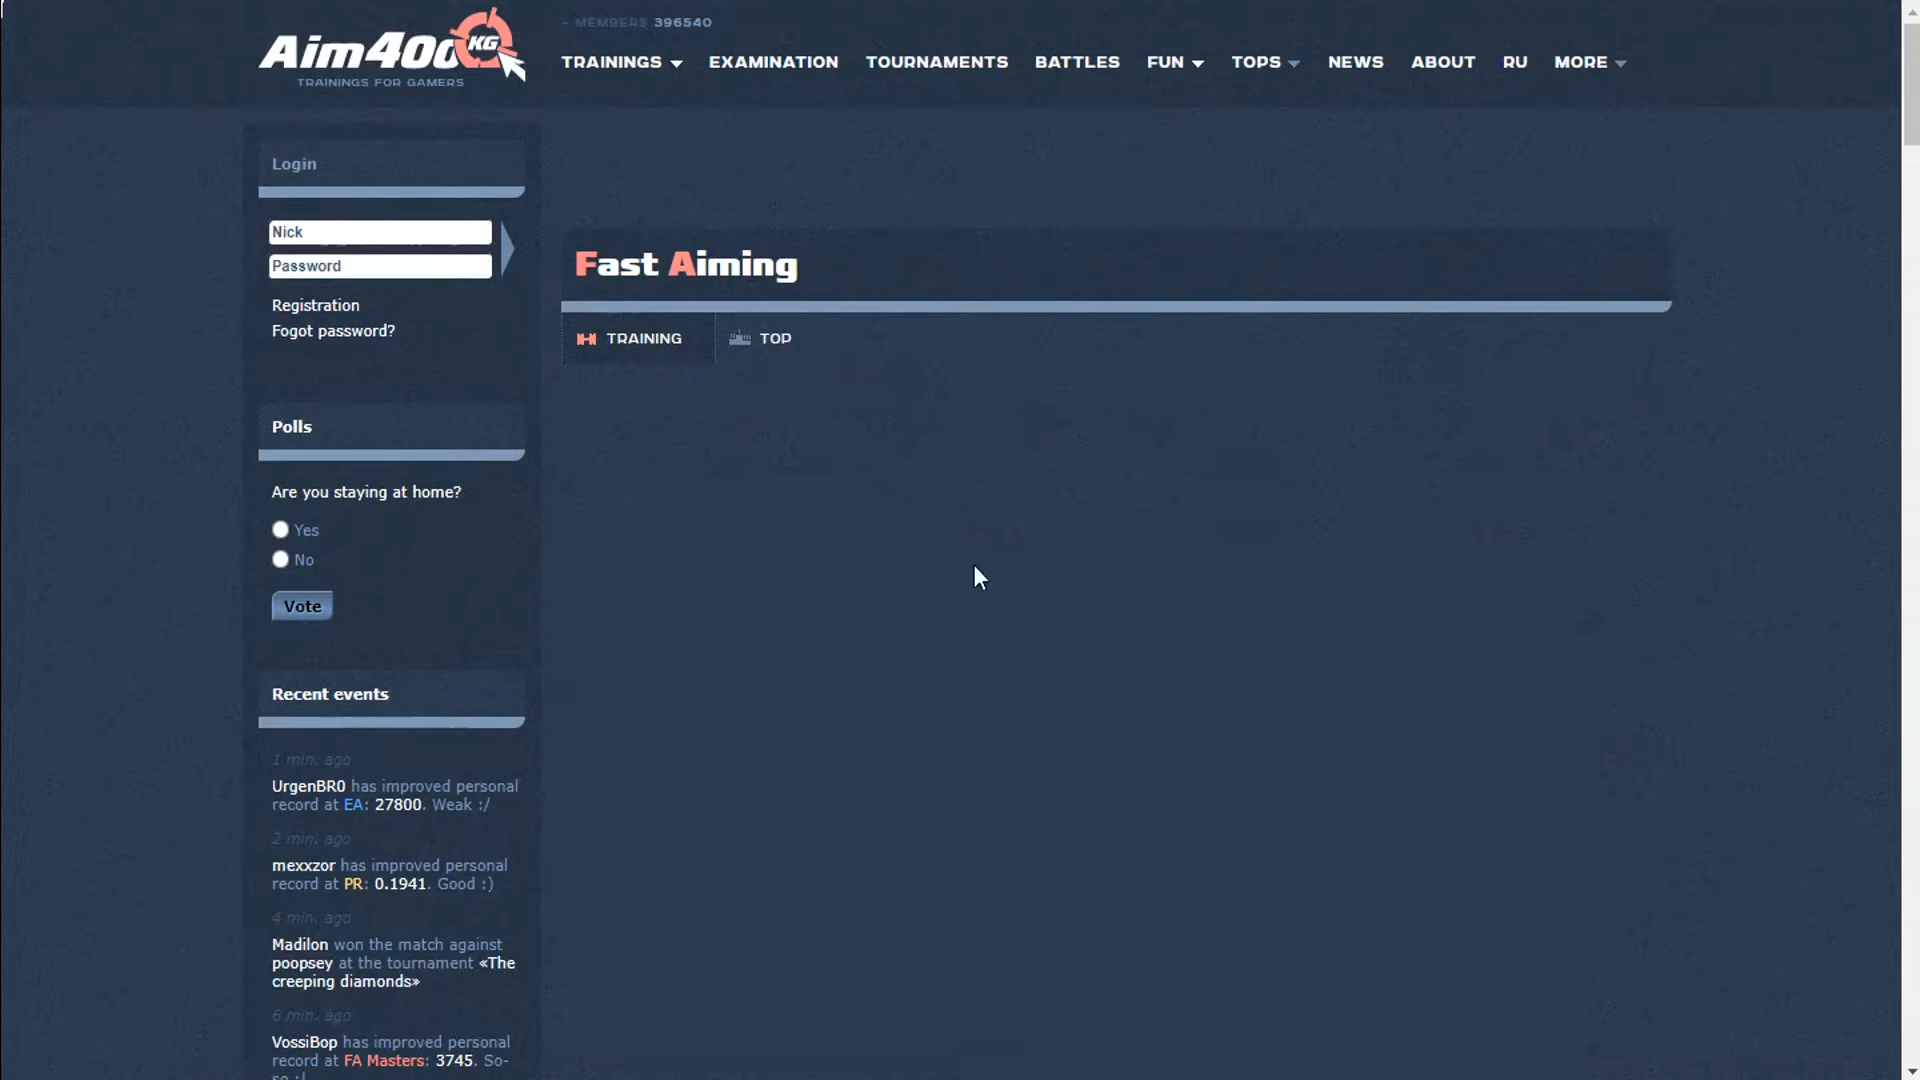 – MEMBERS 396540
Aim400 KG
TRAININGS FOR GAMERS
TRAININGS EXAMINATION TOURNAMENTS BATTLES FUN TOPS NEWS ABOUT RU MORE
Login
Nick
Password
Registration
Fogot password?
Fast Aiming
TRAINING TOP
Polls
Are you staying at home?
Yes
No
Vote
Recent events
1 min. ago
UrgenBR0 has improved personal
record at EA: 27800. Weak :/
2 min. ago
mexxzor has improved personal
record at PR: 0.1941. Good :)
4 min. ago
Madilon won the match against
poopsey at the tournament «The
creeping diamonds»
6 min. ago
VossiBop has improved personal
record at FA Masters: 3745. So-
so :|